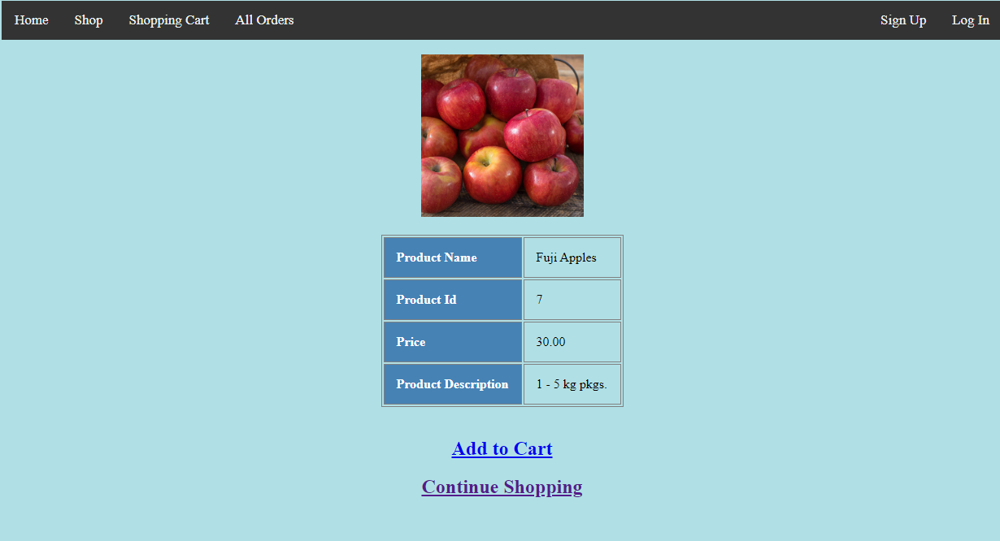 Home Shop Shopping Cart All Orders Sign Up Log In
Product Name Fuji Apples
Product Id 7
Price 30.00
Product Description 1 - 5 kg pkgs.
Add to Cart
Continue Shopping